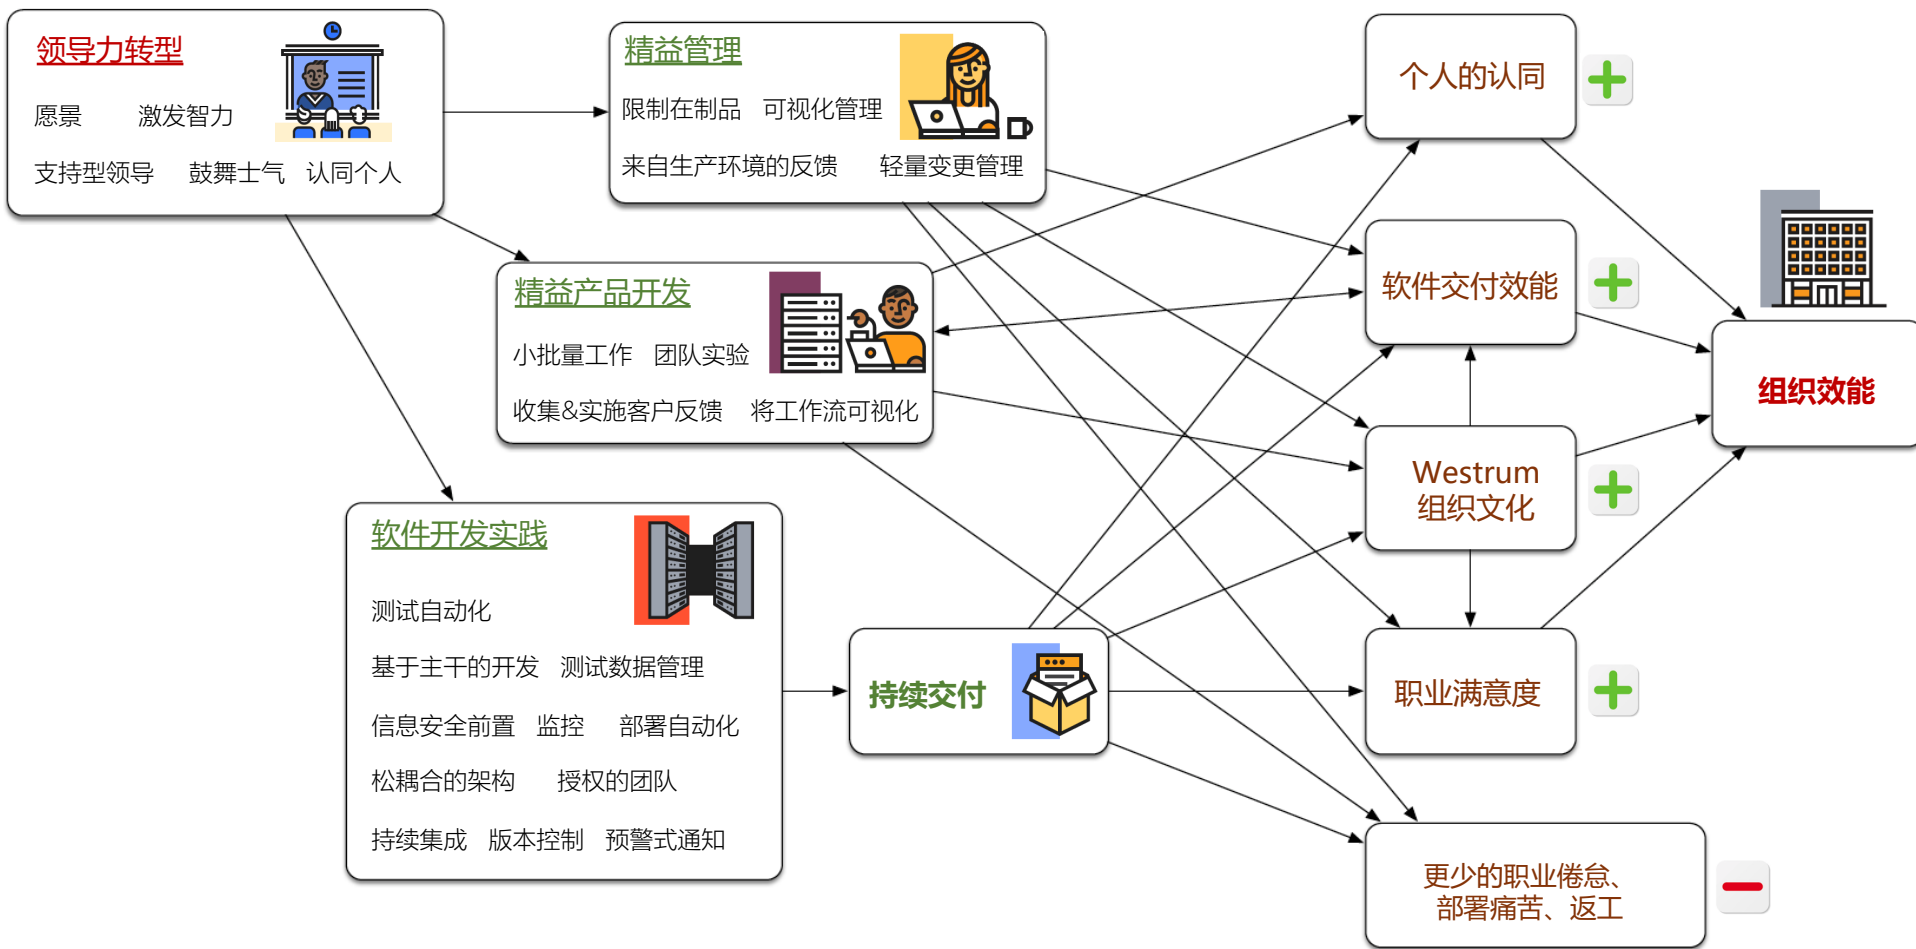 领导力转型
愿景 激发智力
支持型领导 鼓舞士气 认同个人
精益管理
限制在制品 可视化管理
来自生产环境的反馈 轻量变更管理
精益产品开发
小批量工作 团队实验
收集&实施客户反馈 将工作流可视化
软件开发实践
测试自动化
基于主干的开发 测试数据管理
信息安全前置 监控 部署自动化
松耦合的架构 授权的团队
持续集成 版本控制 预警式通知
持续交付
个人的认同
软件交付效能
Westrum
组织文化
职业满意度
更少的职业倦怠、
部署痛苦、返工
组织效能